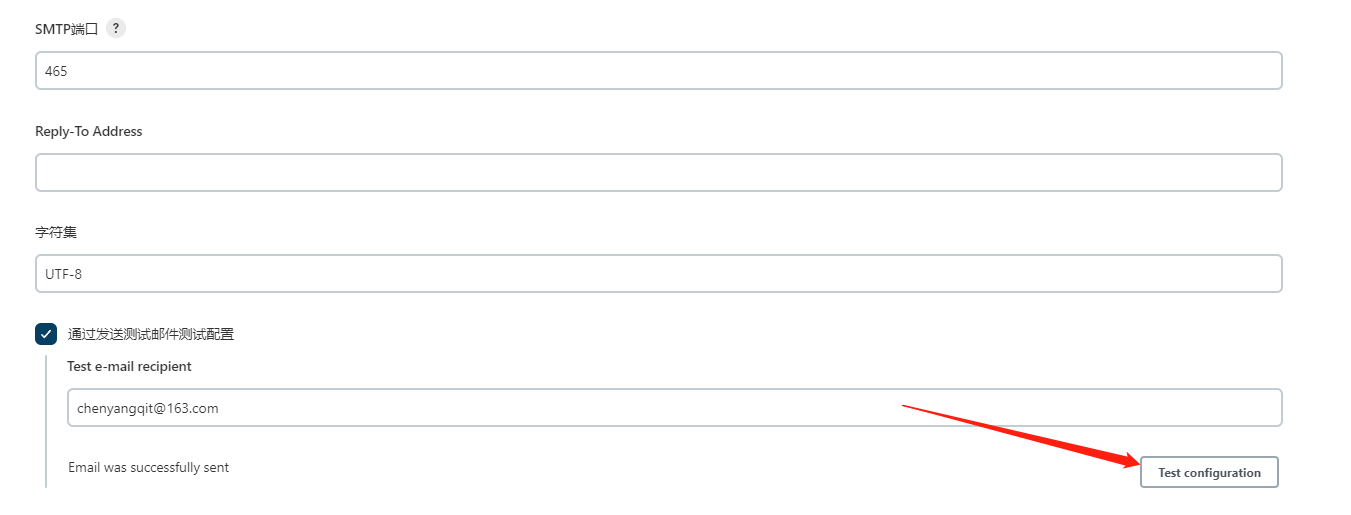 SMTP端口 ?
465
Reply-To Address
字符集
UTF-8
通过发送测试邮件测试配置
Test e-mail recipient
chenyangqit@163.com
Email was successfully sent
Test configuration